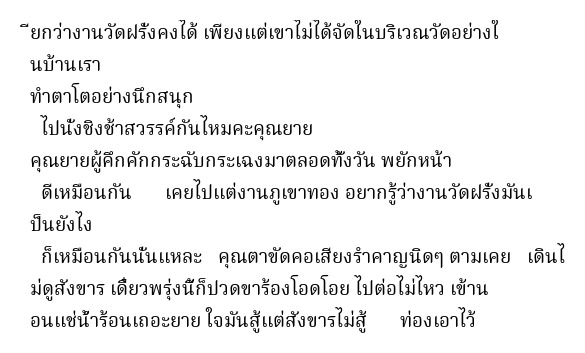 ียกว่างานวัดฝรั่งคงได้ เพียงแต่เขาไม่ได้จัดในบริเวณวัดอย่างใ
นบ้านเรา
ทำตาโตอย่างนึกสนุก
ไปนั่งชิงช้าสวรรค์กันไหมคะคุณยาย
คุณยายผู้คึกคักกระฉับกระเฉงมาตลอดทั้งวัน พยักหน้า
ดีเหมือนกัน เคยไปแต่งานภูเขาทอง อยากรู้ว่างานวัดฝรั่งมันเ
ป็นยังไง
ก็เหมือนกันนั่นแหละ คุณตาขัดคอเสียงรำคาญนิดๆ ตามเคย เดินไ
ม่ดูสังขาร เดี๋ยวพรุ่งนี้ก็ปวดขาร้องโอดโอย ไปต่อไม่ไหว เข้าน
อนแช่น้ำร้อนเถอะยาย ใจมันสู้แต่สังขารไม่สู้ ท่องเอาไว้